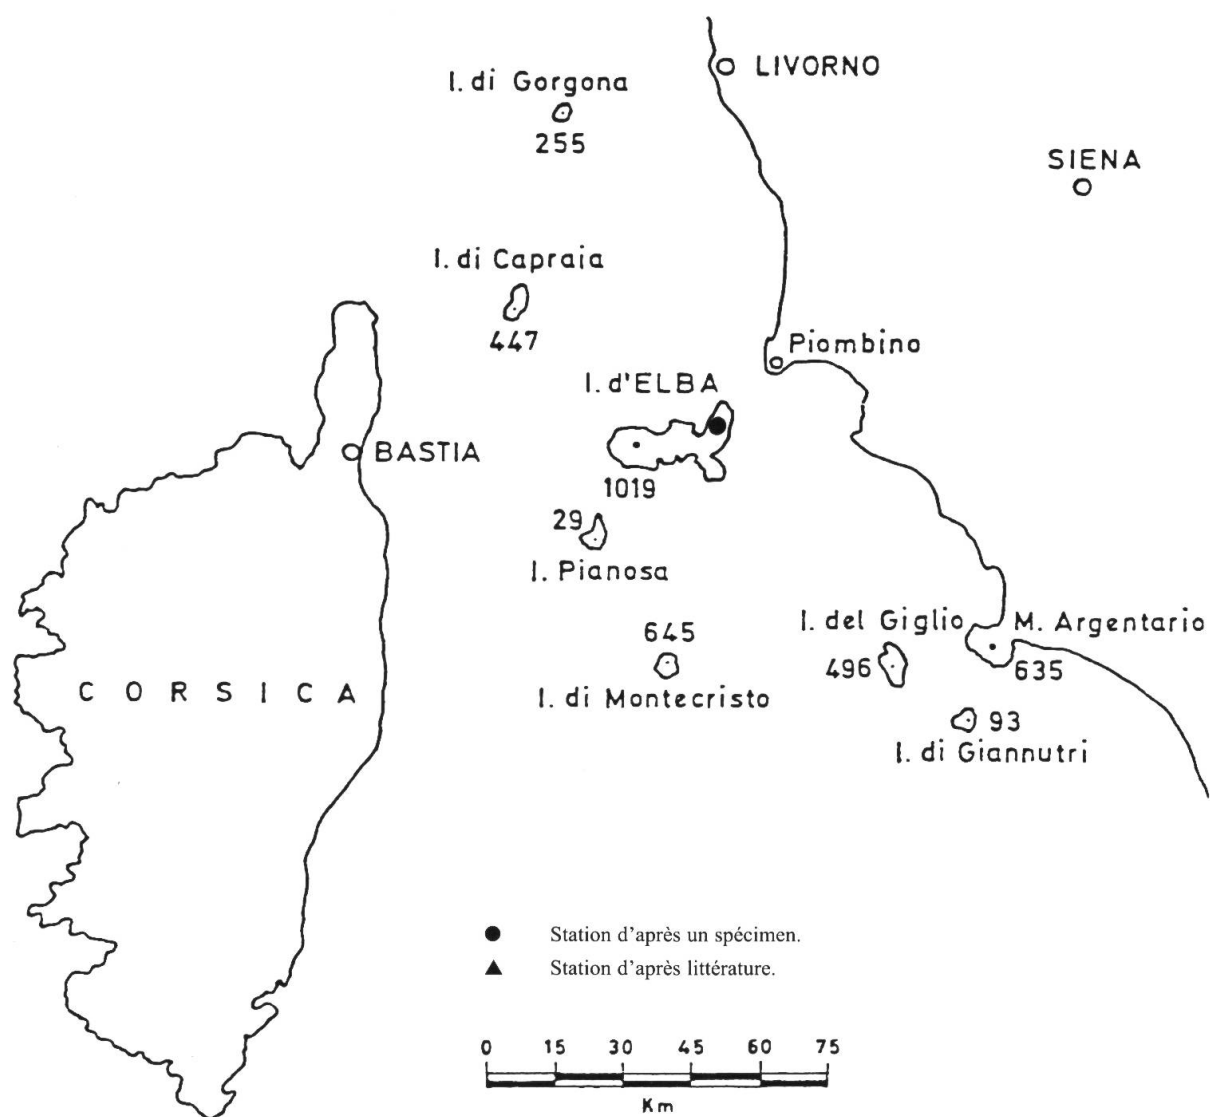 LIVORNO
I. di Gorgona
255
SIENA
I. di Capraia
447
Piombino
I. d'ELBA
BASTIA
1019
29
I. Pianosa
I. del Giglio
M. Argentario
645
496
635
CORSICA
I. di Montecristo
93
I. di Giannutri
Station d'après un spécimen.
Station d'après littérature.
0 15 30 45 60 75
Km